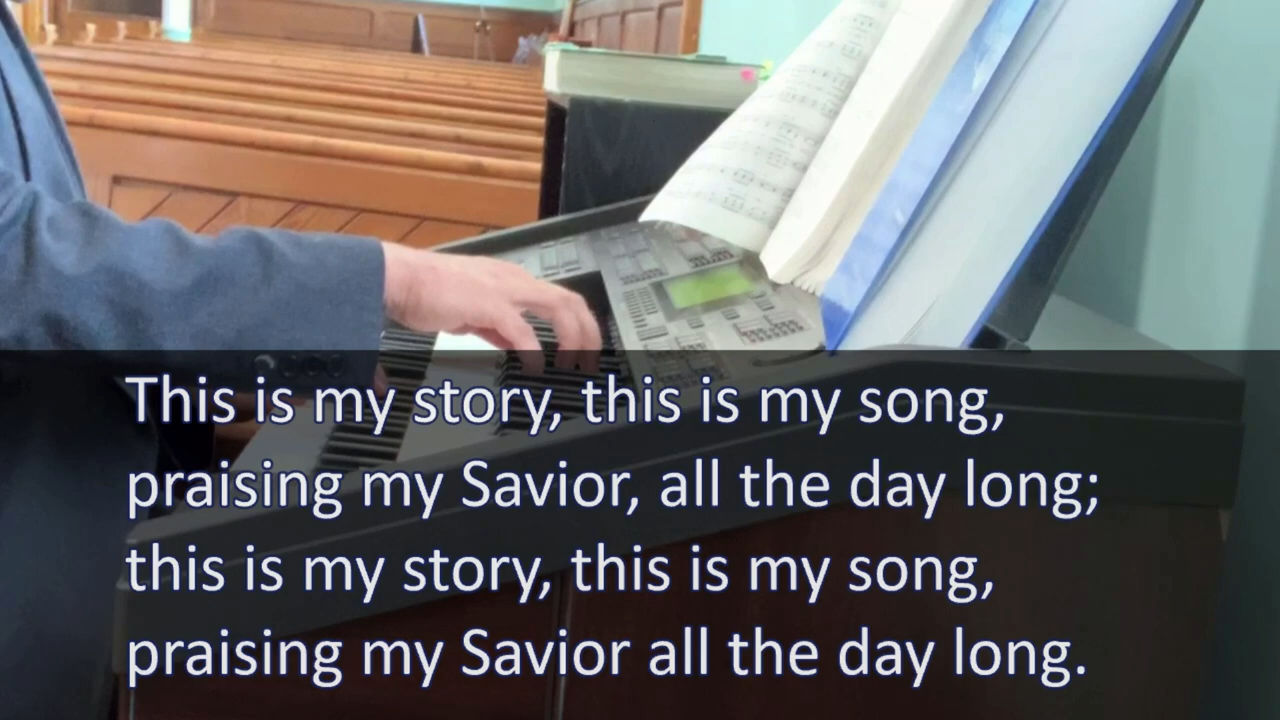 This is my story, this is my song,
praising my Savior, all the day long;
this is my story, this is my song,
praising my Savior all the day long.